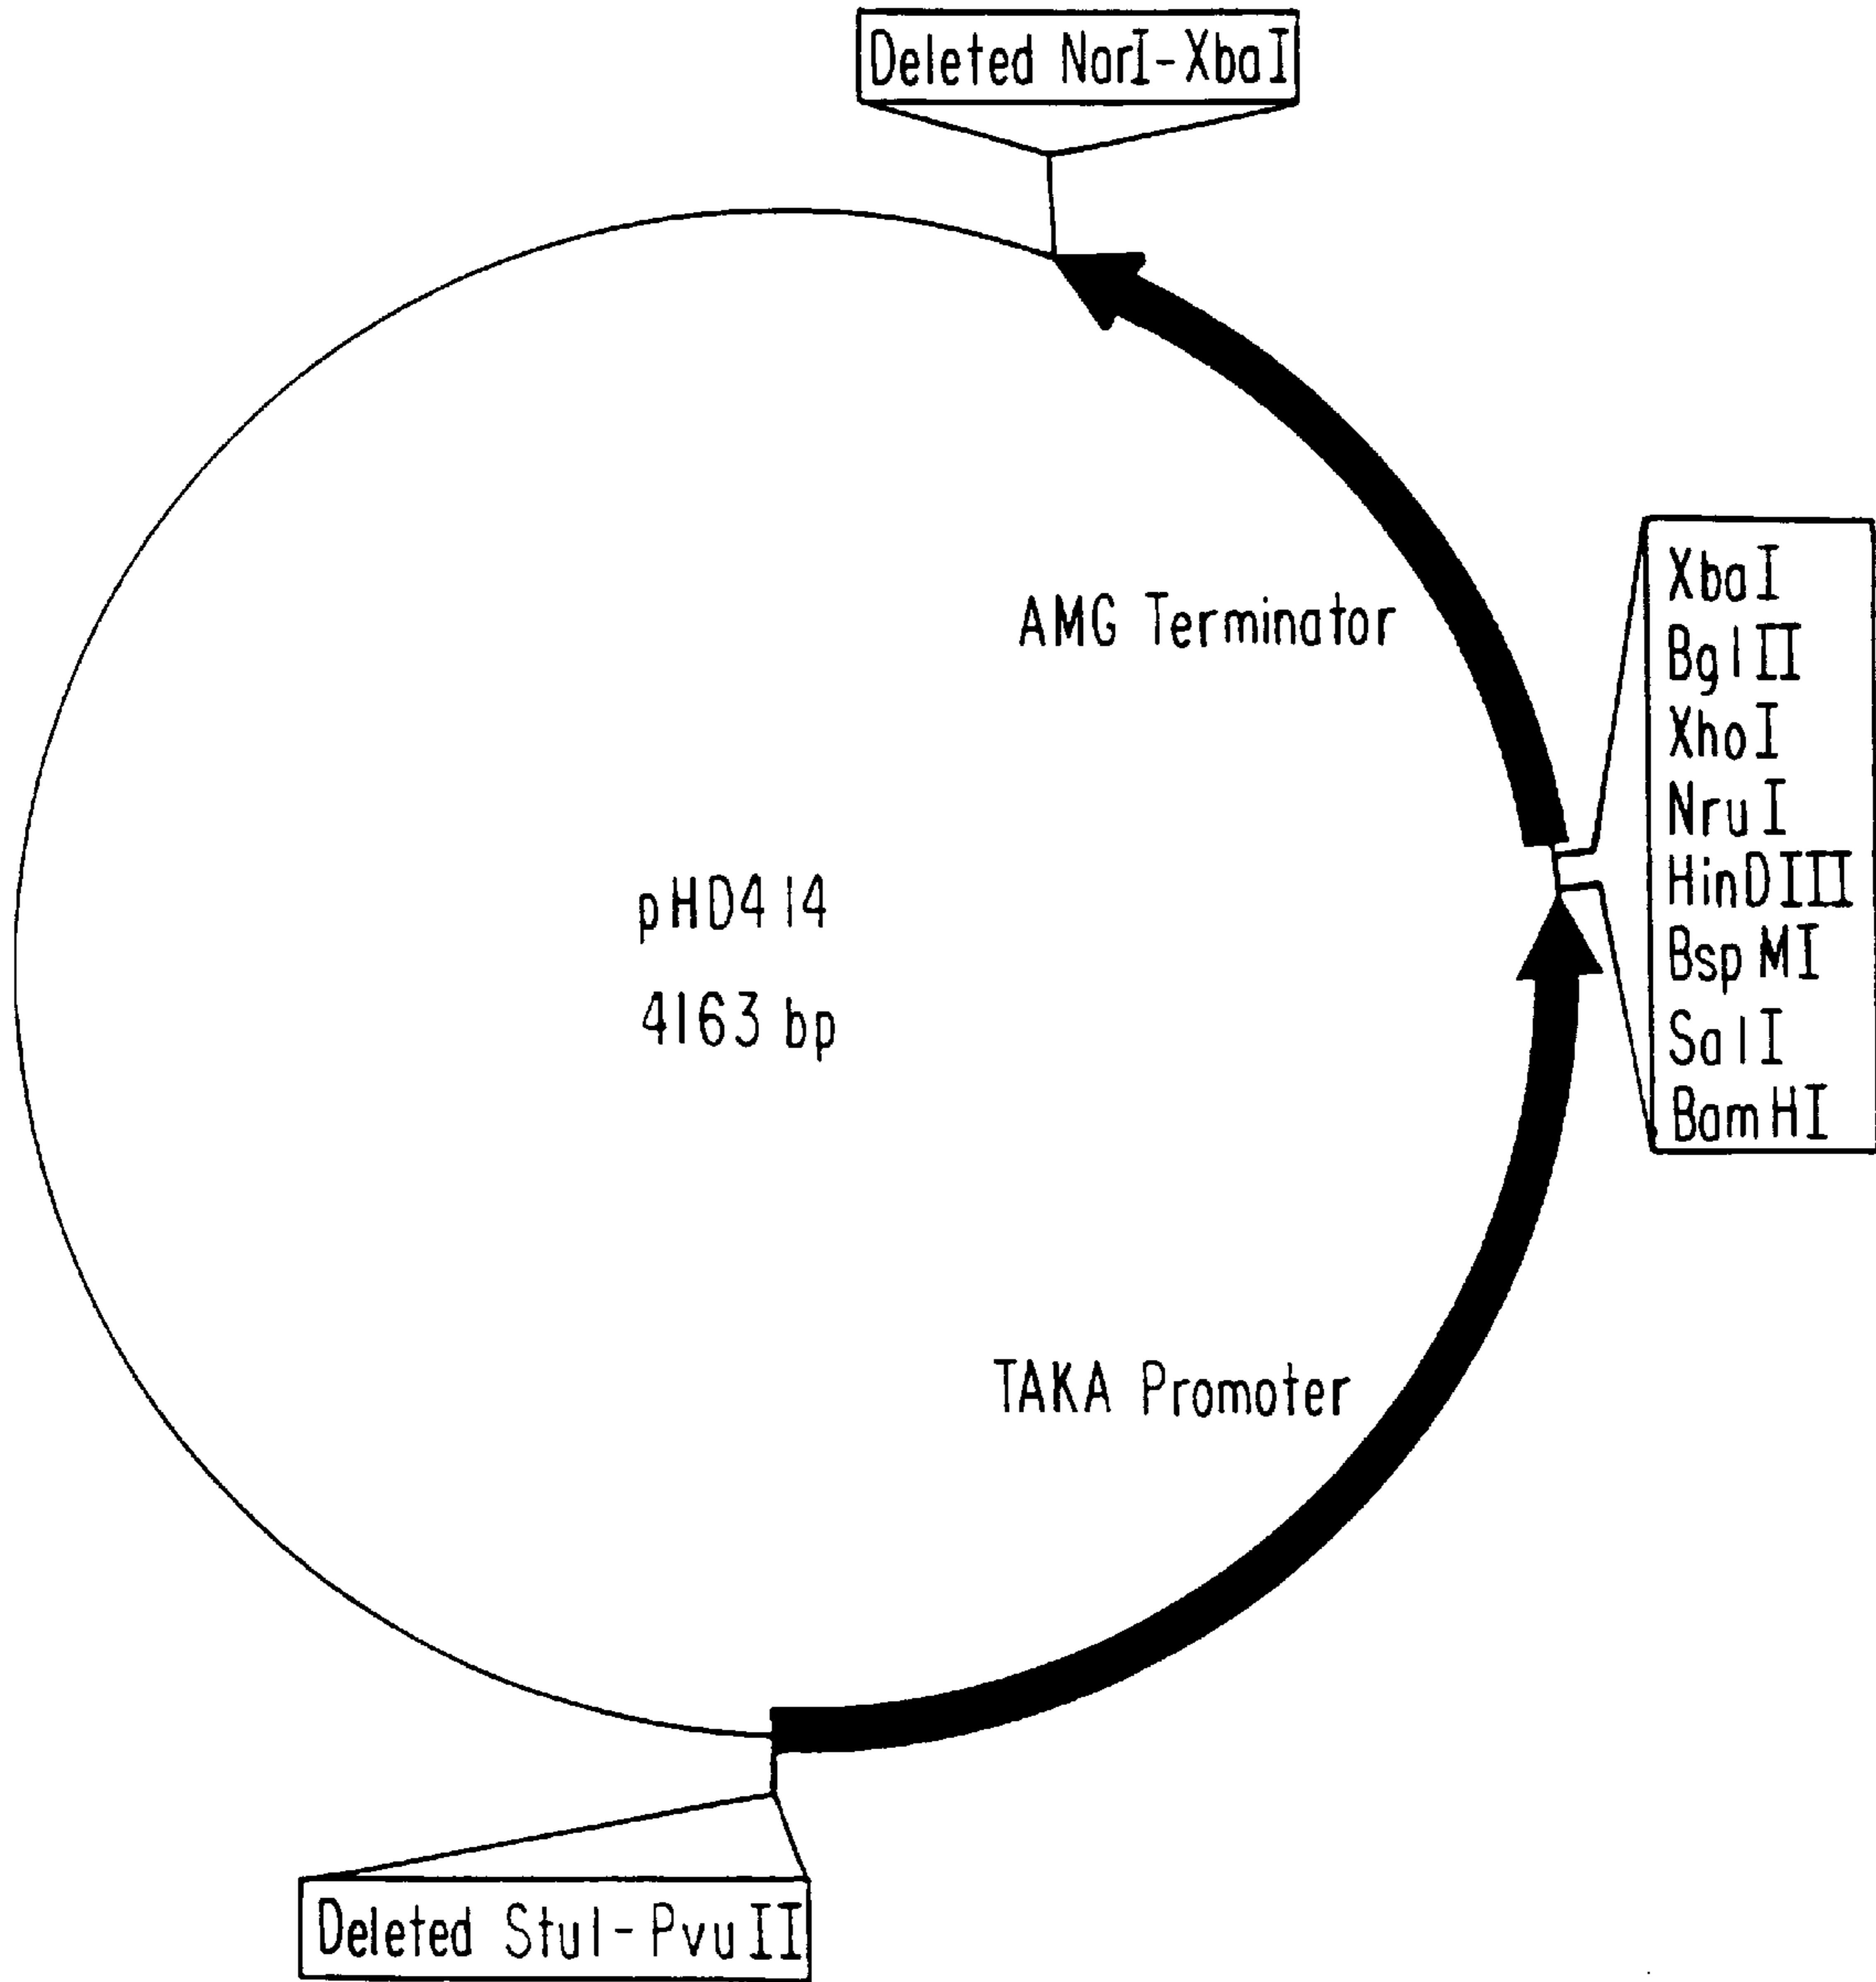 Deleted NarI-XbaI
AMG Terminator
XbaI
BglII
XhoI
NruI
HinDIII
BspMI
SalI
BamHI
pHD414
4163 bp
TAKA Promoter
Deleted StuI-PvuII